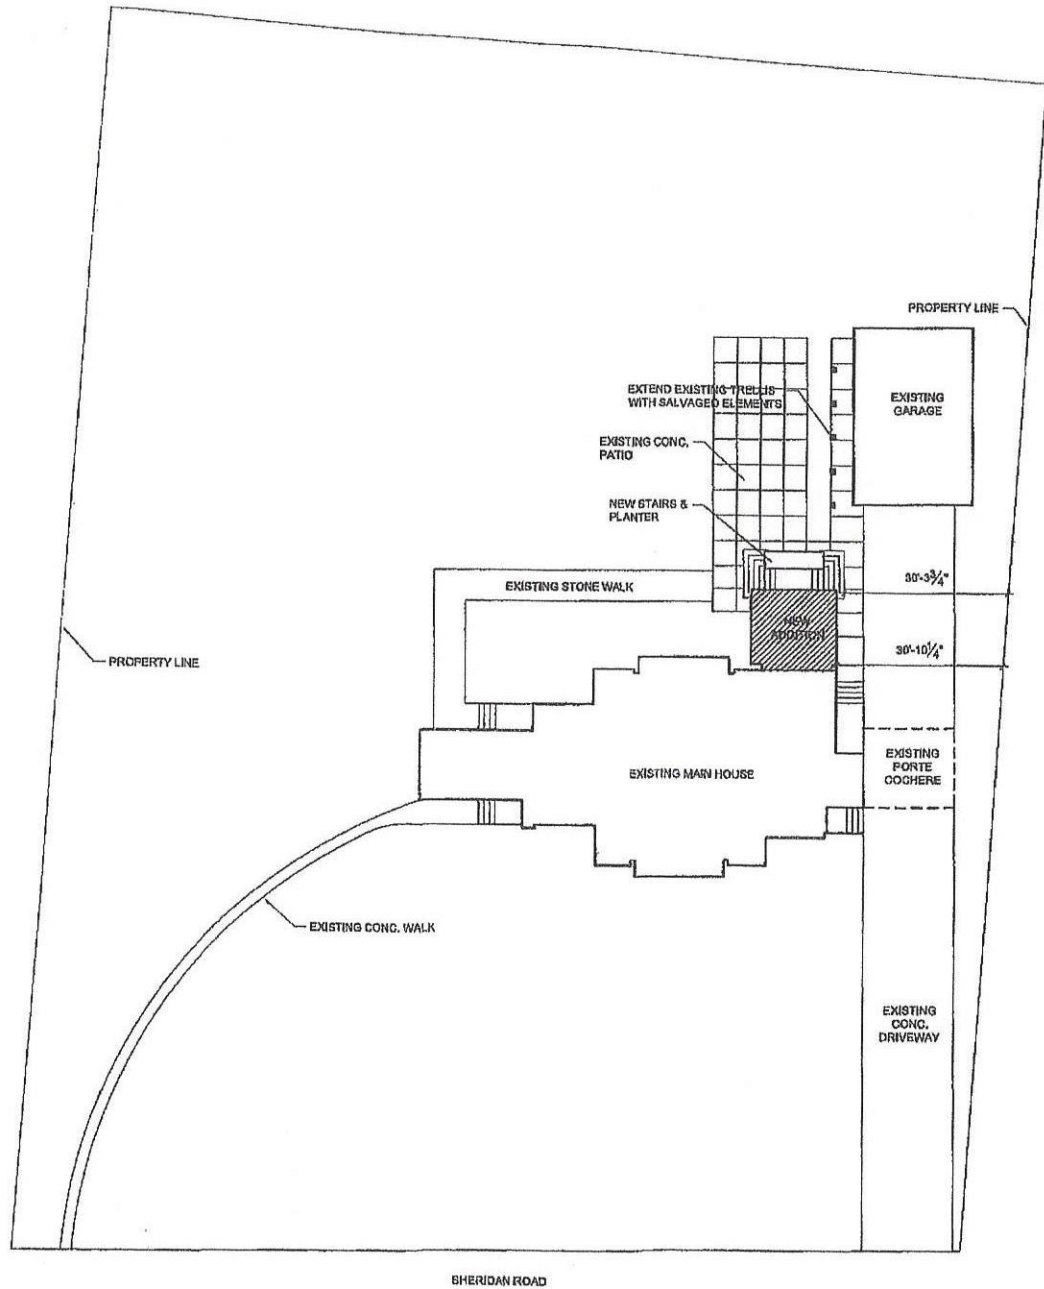 PROPERTY LINE
EXISTING
GARAGE
EXTEND EXISTING TRELLIS
WITH SALVAGED ELEMENTS
EXISTING CONC.
PATIO
NEW STAIRS &
PLANTER
30'-3¾"
EXISTING STONE WALK
NEW
ADDITION
30'-10¼"
PROPERTY LINE
EXISTING
PORTE
COCHERE
EXISTING MAIN HOUSE
EXISTING CONC. WALK
EXISTING
CONC.
DRIVEWAY
SHERIDAN ROAD